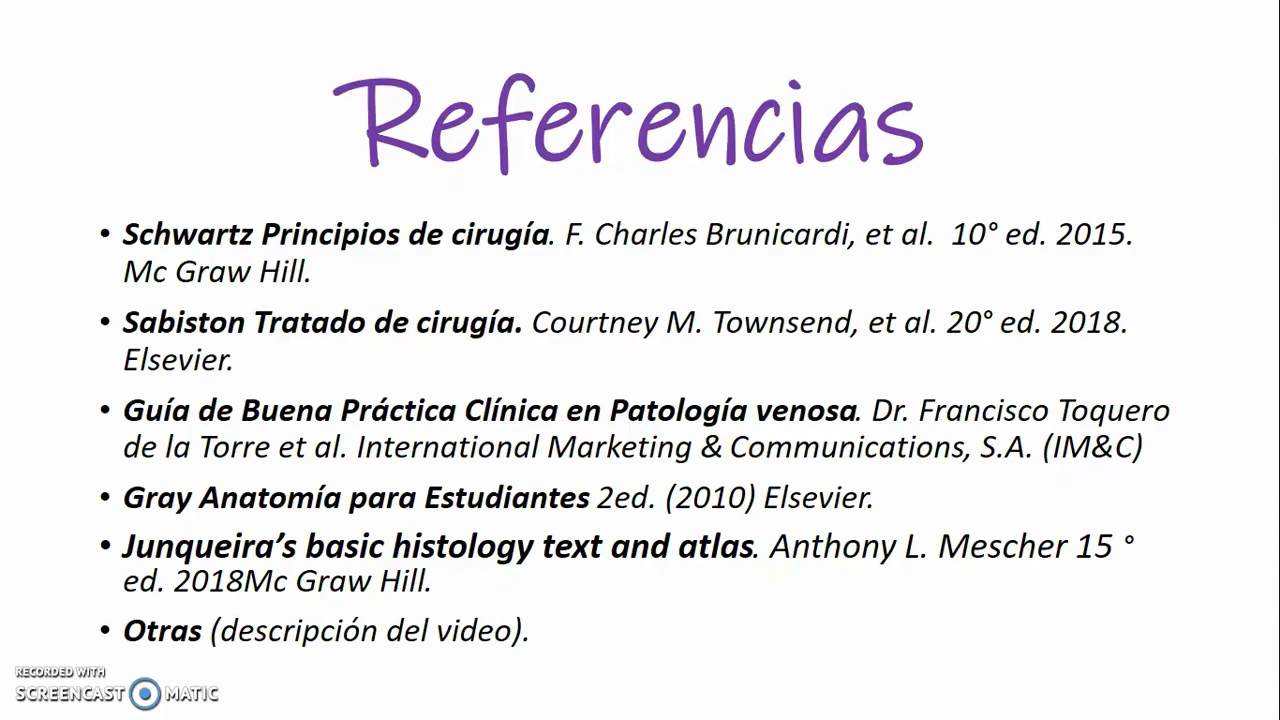 Referencias
• Schwartz Principios de cirugía. F. Charles Brunicardi, et al. 10° ed. 2015.
Mc Graw Hill.
• Sabiston Tratado de cirugía. Courtney M. Townsend, et al. 20° ed. 2018.
Elsevier.
• Guía de Buena Práctica Clínica en Patología venosa. Dr. Francisco Toquero
de la Torre et al. International Marketing & Communications, S.A. (IM&C)
• Gray Anatomía para Estudiantes 2ed. (2010) Elsevier.
• Junqueira’s basic histology text and atlas. Anthony L. Mescher 15 °
ed. 2018Mc Graw Hill.
• Otras (descripción del video).
RECORDED WITH
SCREENCAST MATIC